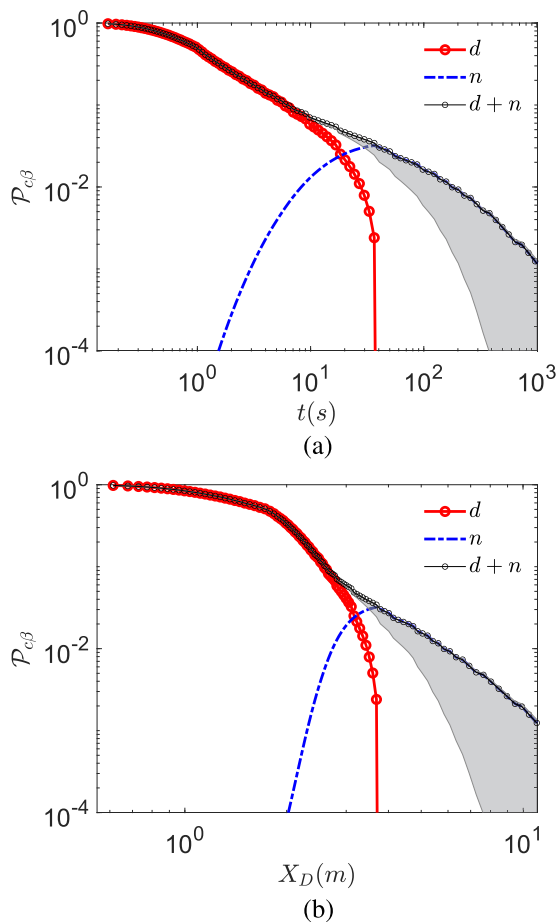 10^0
10^-2
10^-4
P_cβ
d
n
d + n
10^0
10^1
10^2
10^3
t(s)
(a)
10^0
10^-2
10^-4
P_cβ
d
n
d + n
10^0
10^1
X_D(m)
(b)